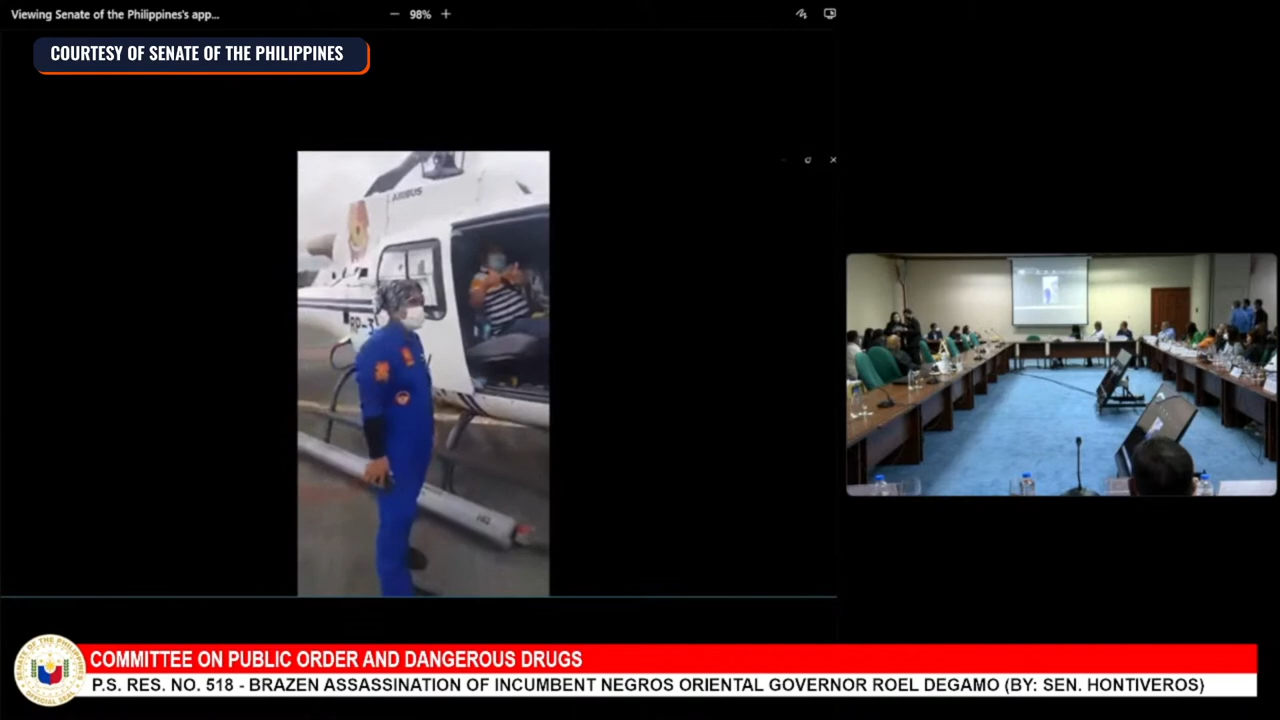 Viewing Senate of the Philippines's app...
98%
COURTESY OF SENATE OF THE PHILIPPINES
AIRBUS
COMMITTEE ON PUBLIC ORDER AND DANGEROUS DRUGS
P.S. RES. NO. 518 - BRAZEN ASSASSINATION OF INCUMBENT NEGROS ORIENTAL GOVERNOR ROEL DEGAMO (BY: SEN. HONTIVEROS)